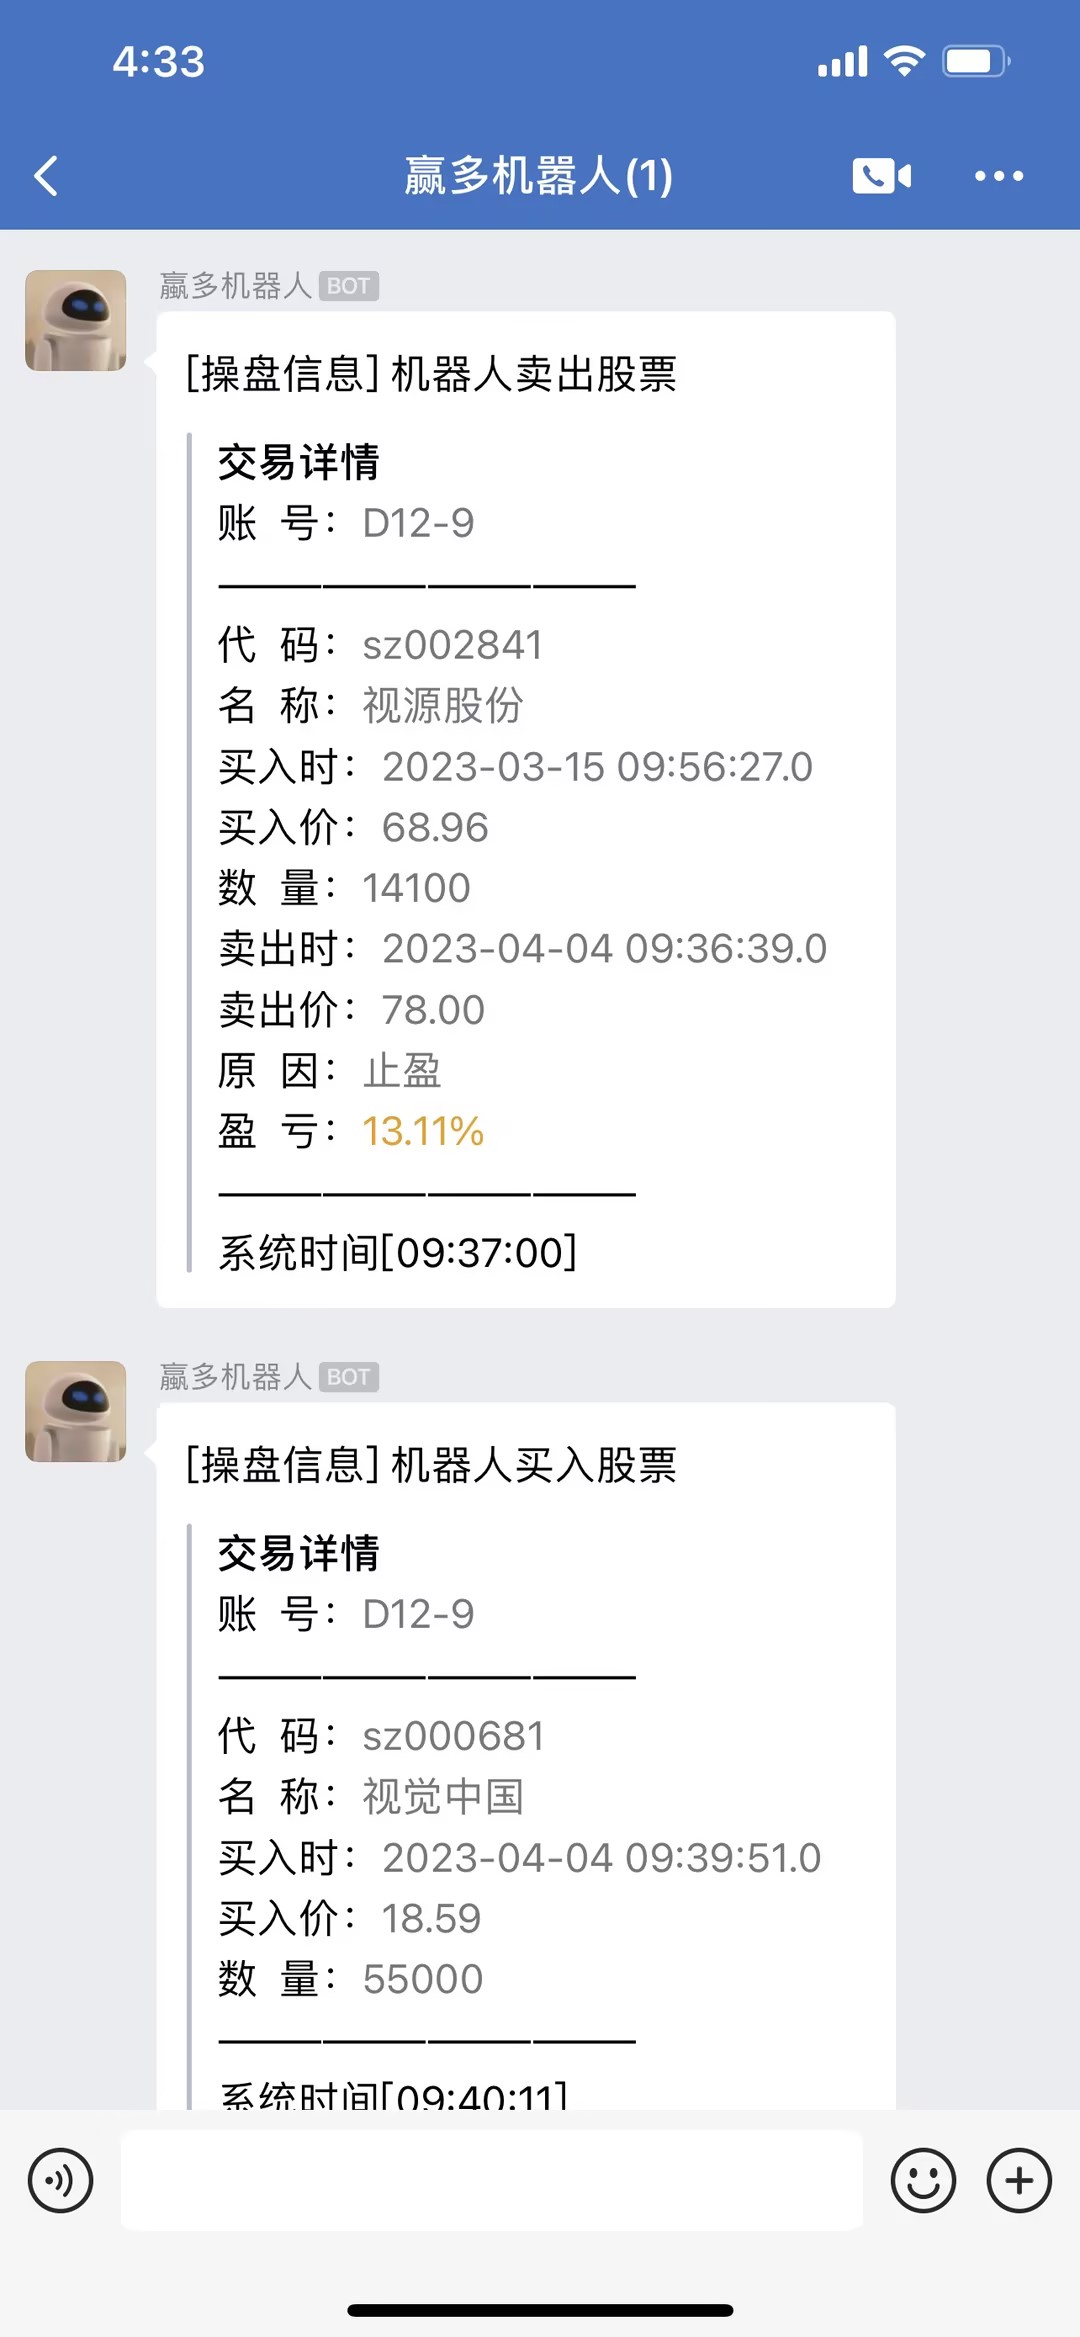 4:33
赢多机器人(1)
赢多机器人 BOT
[操盘信息] 机器人卖出股票
交易详情
账 号： D12-9
————————
代 码： sz002841
名 称： 视源股份
买入时： 2023-03-15 09:56:27.0
买入价： 68.96
数 量： 14100
卖出时： 2023-04-04 09:36:39.0
卖出价： 78.00
原 因： 止盈
盈 亏： 13.11%
————————
系统时间[09:37:00]
赢多机器人 BOT
[操盘信息] 机器人买入股票
交易详情
账 号： D12-9
————————
代 码： sz000681
名 称： 视觉中国
买入时： 2023-04-04 09:39:51.0
买入价： 18.59
数 量： 55000
————————
系统时间[09:40:11]